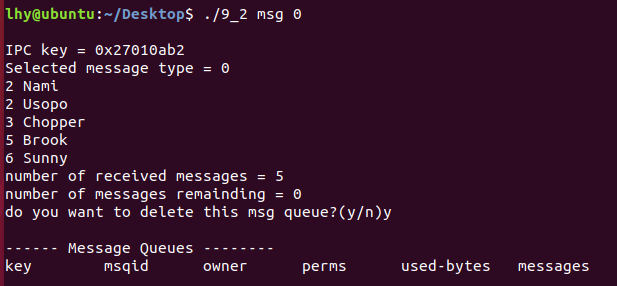 lhy@ubuntu:~/Desktop$ ./9_2 msg 0
IPC key = 0x27010ab2
Selected message type = 0
2 Nami
2 Usopo
3 Chopper
5 Brook
6 Sunny
number of received messages = 5
number of messages remainding = 0
do you want to delete this msg queue?(y/n)y
------ Message Queues --------
key msqid owner perms used-bytes messages